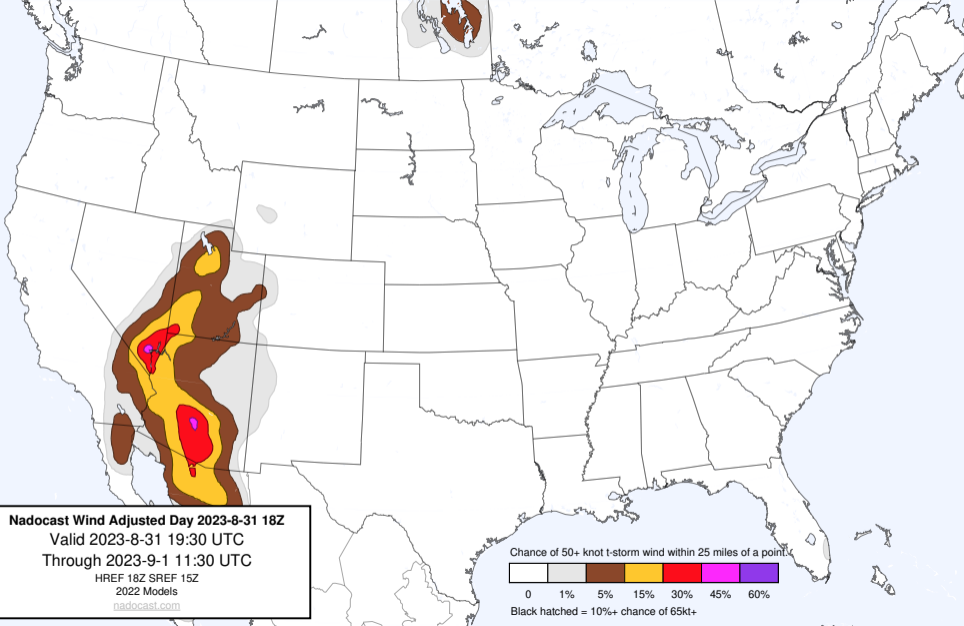 Nadocast Wind Adjusted Day 2023-8-31 18Z
Valid 2023-8-31 19:30 UTC
Through 2023-9-1 11:30 UTC
HREF 18Z SREF 15Z
2022 Models
nadocast.com
Chance of 50+ knot t-storm wind within 25 miles of a point.
0 1% 5% 15% 30% 45% 60%
Black hatched = 10%+ chance of 65kt+